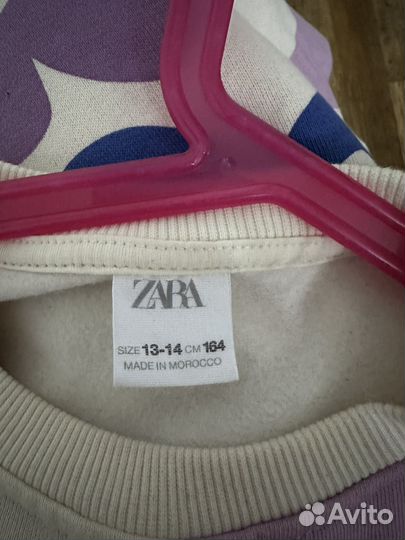 ZARA
SIZE 13-14 CM 164
MADE IN MOROCCO
Avito